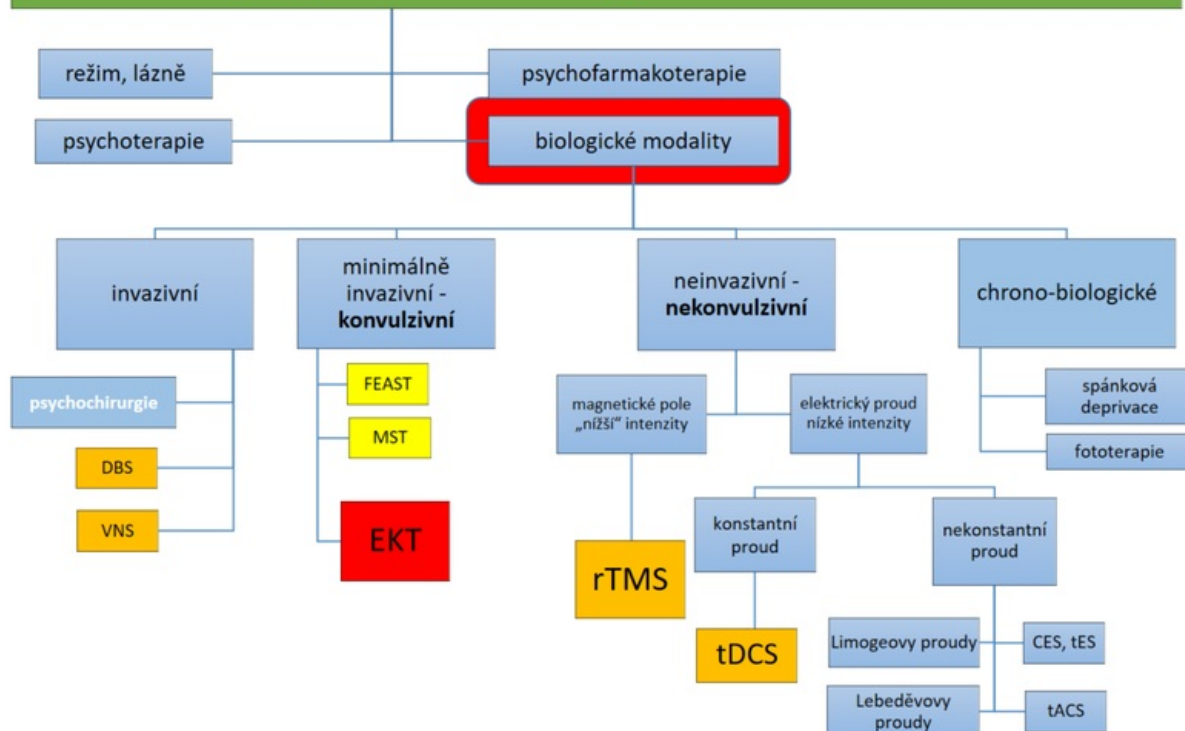 režim, lázně
psychofarmakoterapie
psychoterapie
biologické modality
invazivní
minimálně
invazivní -
konvulzivní
neinvazivní -
nekonvulzivní
chrono-biologické
psychochirurgie
DBS
VNS
FEAST
MST
EKT
magnetické pole
„nížší“ intenzity
elektrický proud
nízké intenzity
spánková
deprivace
fototerapie
rTMS
konstantní
proud
nekonstantní
proud
tDCS
Limogeovy proudy
CES, tES
Lebeděvovy
proudy
tACS